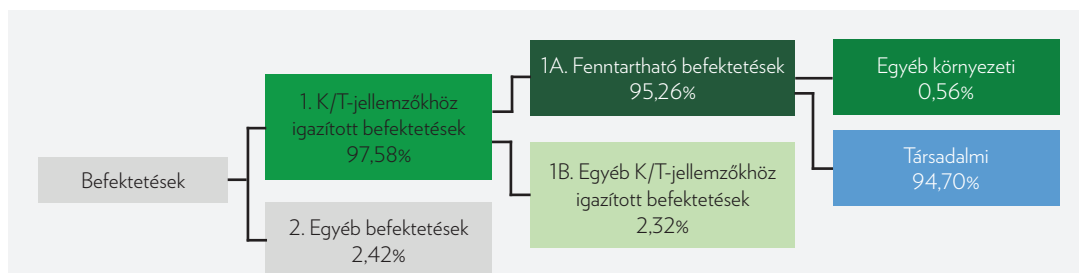 Befektetések
1. K/T-jellemzőkhöz
igazított befektetések
97,58%
2. Egyéb befektetések
2,42%
1A. Fenntartható befektetések
95,26%
1B. Egyéb K/T-jellemzőkhöz
igazított befektetések
2,32%
Egyéb környezeti
0,56%
Társadalmi
94,70%